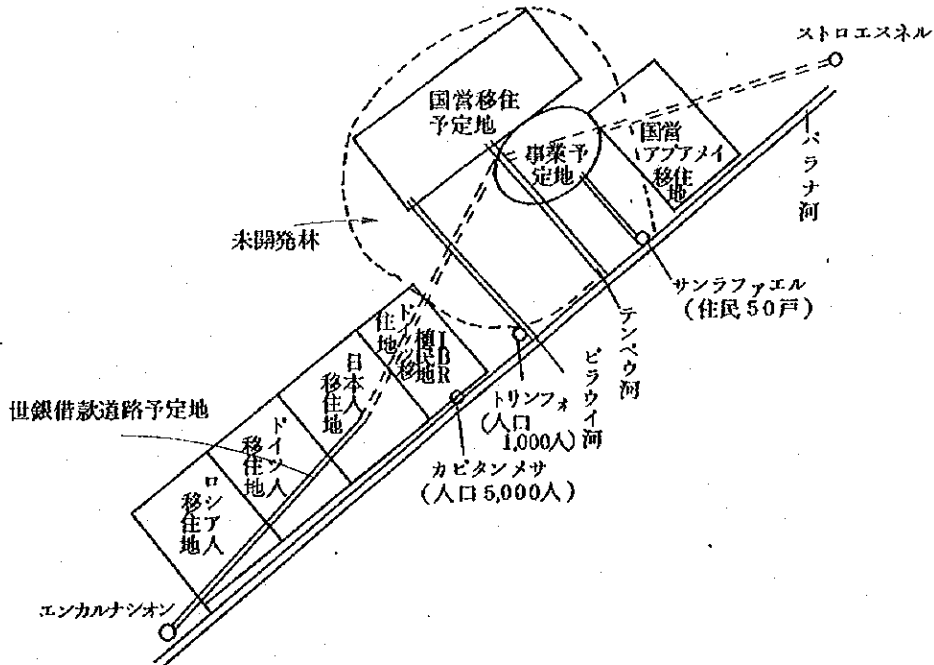 ストロエスネル
国営移住
予定地
国営
アプアメイ
移住
地
事業予
定地
パラナ河
未開発林
サンラファエル
(住民50戸)
テンペウ河
ピラウイ河
ドイツ移
住地
IBR
植民地
日本人
移住地
トリンフォ
(人口
1,000人)
世銀借款道路予定地
ドイツ人
移住地
カピタンメサ
(人口5,000人)
ロシア人
移住地
エンカルナシオン